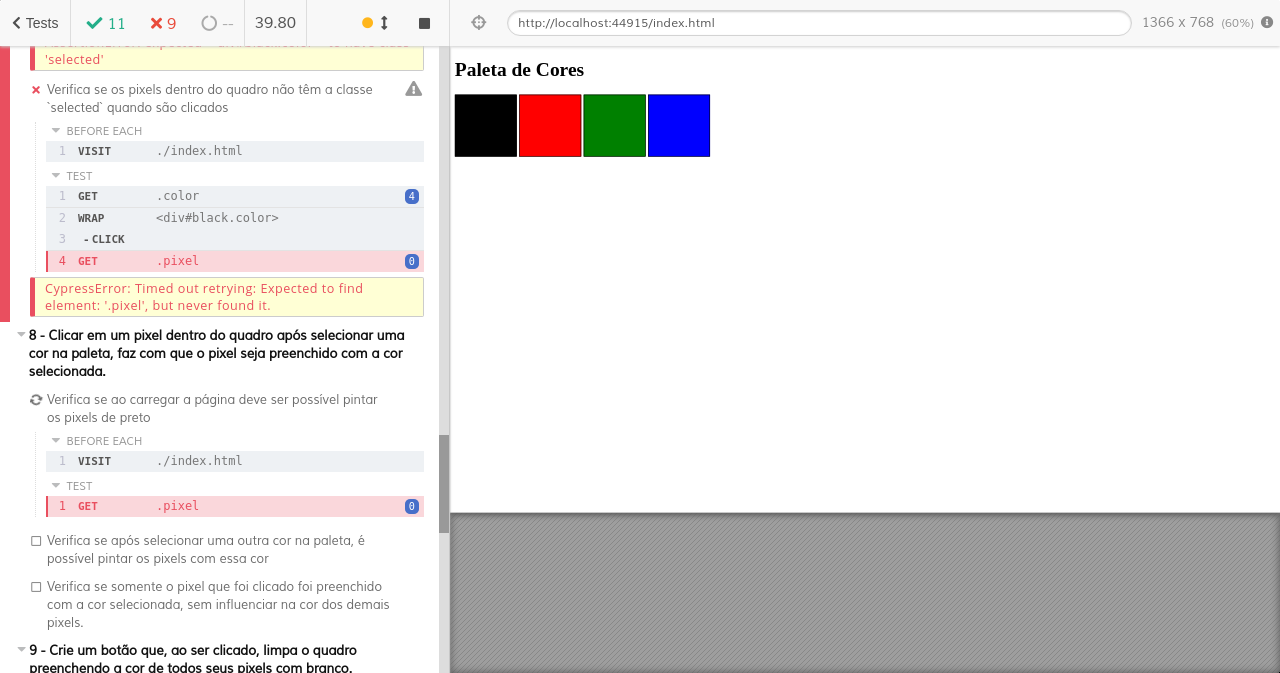 Tests
11
9
--
39.80
http://localhost:44915/index.html
1366 x 768 (60%)
'selected'
Verifica se os pixels dentro do quadro não têm a classe
`selected` quando são clicados
BEFORE EACH
1 VISIT ./index.html
TEST
1 GET .color 4
2 WRAP <div#black.color>
3 - CLICK
4 GET .pixel 0
CypressError: Timed out retrying: Expected to find
element: '.pixel', but never found it.
8 - Clicar em um pixel dentro do quadro após selecionar uma
cor na paleta, faz com que o pixel seja preenchido com a cor
selecionada.
Verifica se ao carregar a página deve ser possível pintar
os pixels de preto
BEFORE EACH
1 VISIT ./index.html
TEST
1 GET .pixel 0
Verifica se após selecionar uma outra cor na paleta, é
possível pintar os pixels com essa cor
Verifica se somente o pixel que foi clicado foi preenchido
com a cor selecionada, sem influenciar na cor dos demais
pixels.
9 - Crie um botão que, ao ser clicado, limpa o quadro
preenchendo a cor de todos seus pixels com branco.
Paleta de Cores